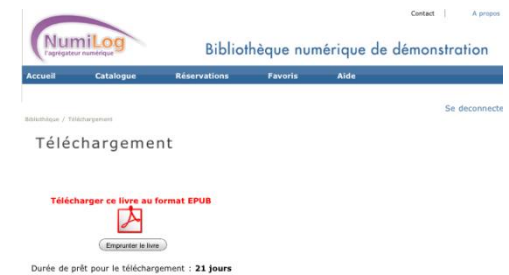 Contact | A propos
NumiLog
l'agrégateur numérique
Bibliothèque numérique de démonstration
Accueil Catalogue Réservations Favoris Aide
Se deconnecte
Bibliothèque / Téléchargement
Téléchargement
Télécharger ce livre au format EPUB
Emprunter le livre
Durée de prêt pour le téléchargement : 21 jours